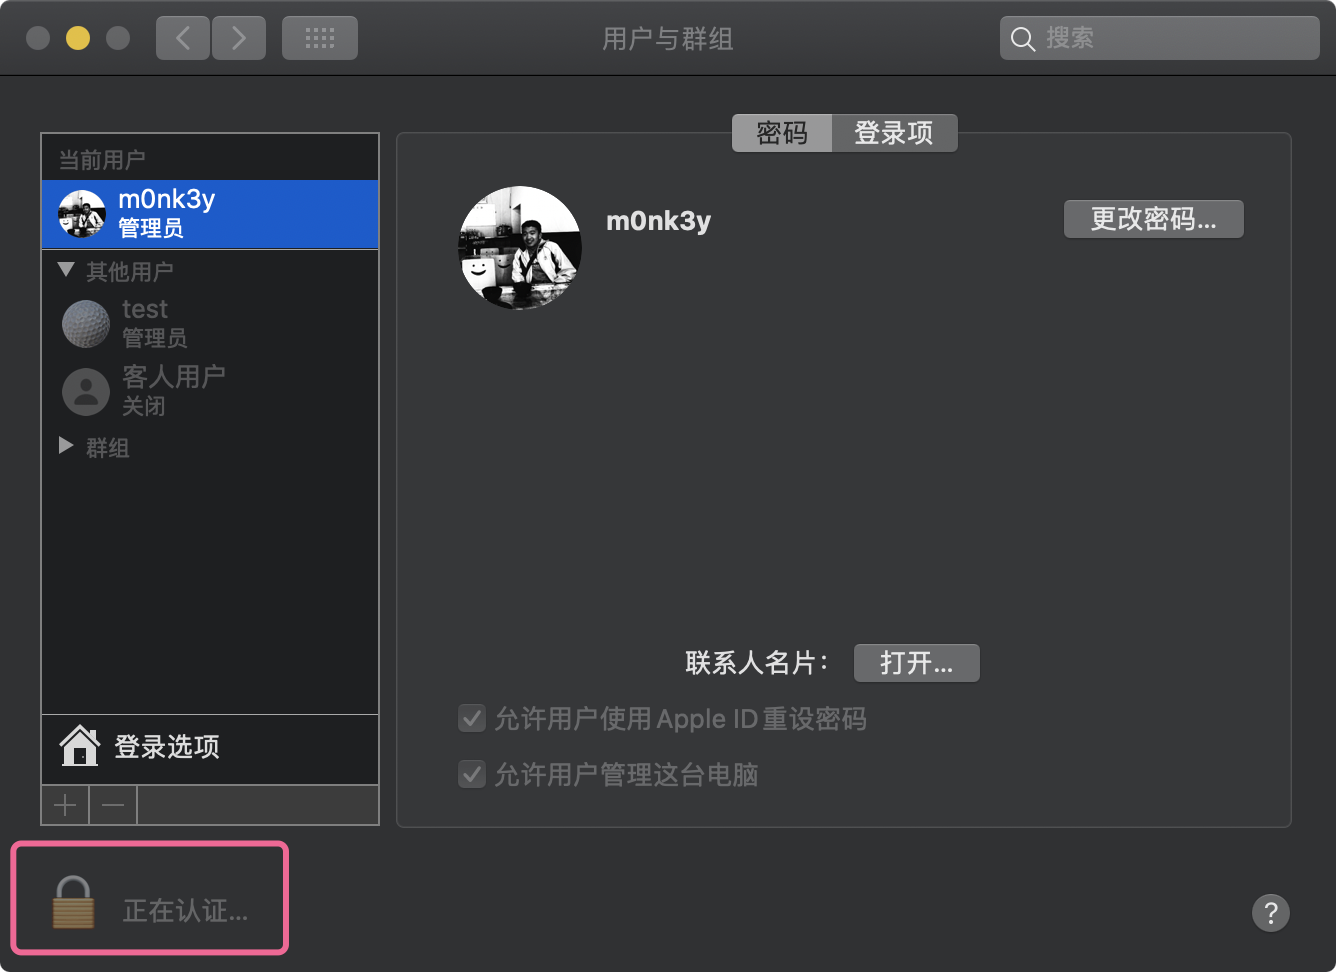 用户与群组
搜索
密码
登录项
当前用户
m0nk3y
管理员
其他用户
test
管理员
客人用户
关闭
群组
登录选项
m0nk3y
更改密码...
联系人名片：
打开...
允许用户使用 Apple ID 重设密码
允许用户管理这台电脑
正在认证...
?